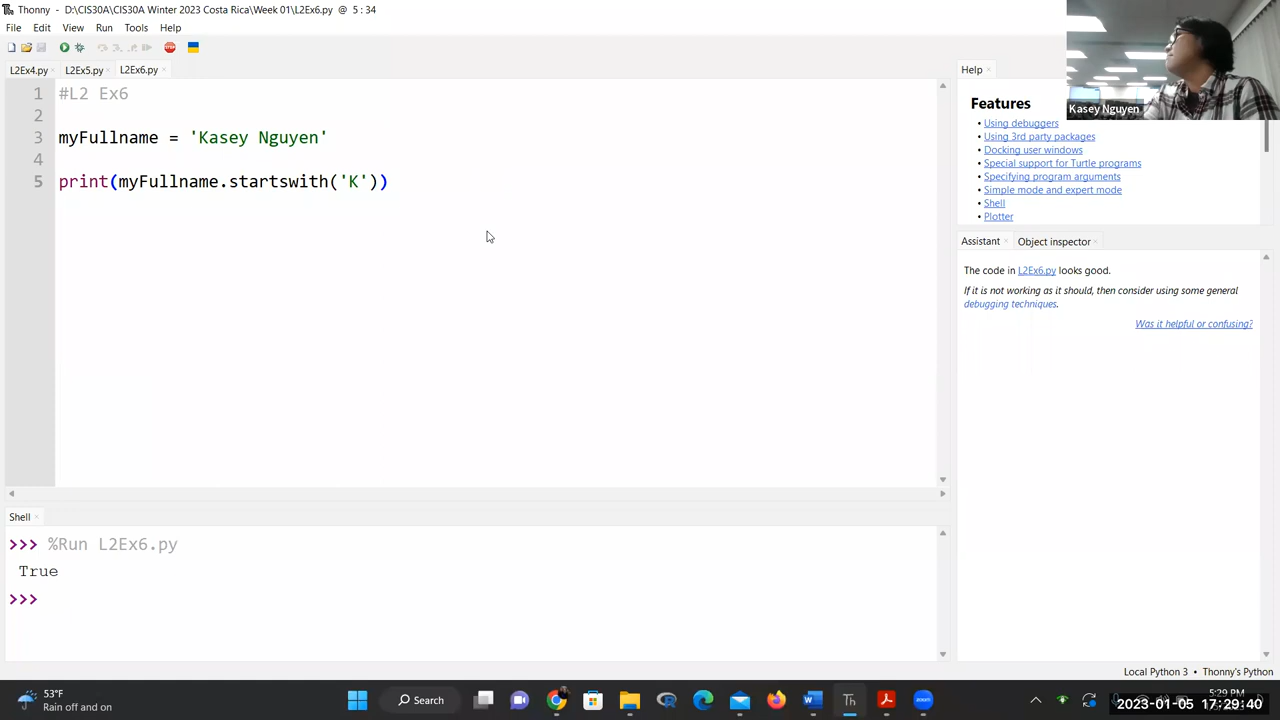 Thonny - D:\CIS30A\CIS30A Winter 2023 Costa Rica\Week 01\L2Ex6.py @ 5 : 34
File Edit View Run Tools Help
L2Ex4.py L2Ex5.py L2Ex6.py
1 #L2 Ex6
2
3 myFullname = 'Kasey Nguyen'
4
5 print(myFullname.startswith('K'))
Shell
>>> %Run L2Ex6.py
True
>>>
Kasey Nguyen
Help
Features
• Using debuggers
• Using 3rd party packages
• Docking user windows
• Special support for Turtle programs
• Specifying program arguments
• Simple mode and expert mode
• Shell
• Plotter
Assistant Object inspector
The code in L2Ex6.py looks good.
If it is not working as it should, then consider using some general
debugging techniques.
Was it helpful or confusing?
Local Python 3 • Thonny's Python
53°F
Rain off and on
Search
5:29 PM
2023-01-05 17:29:40